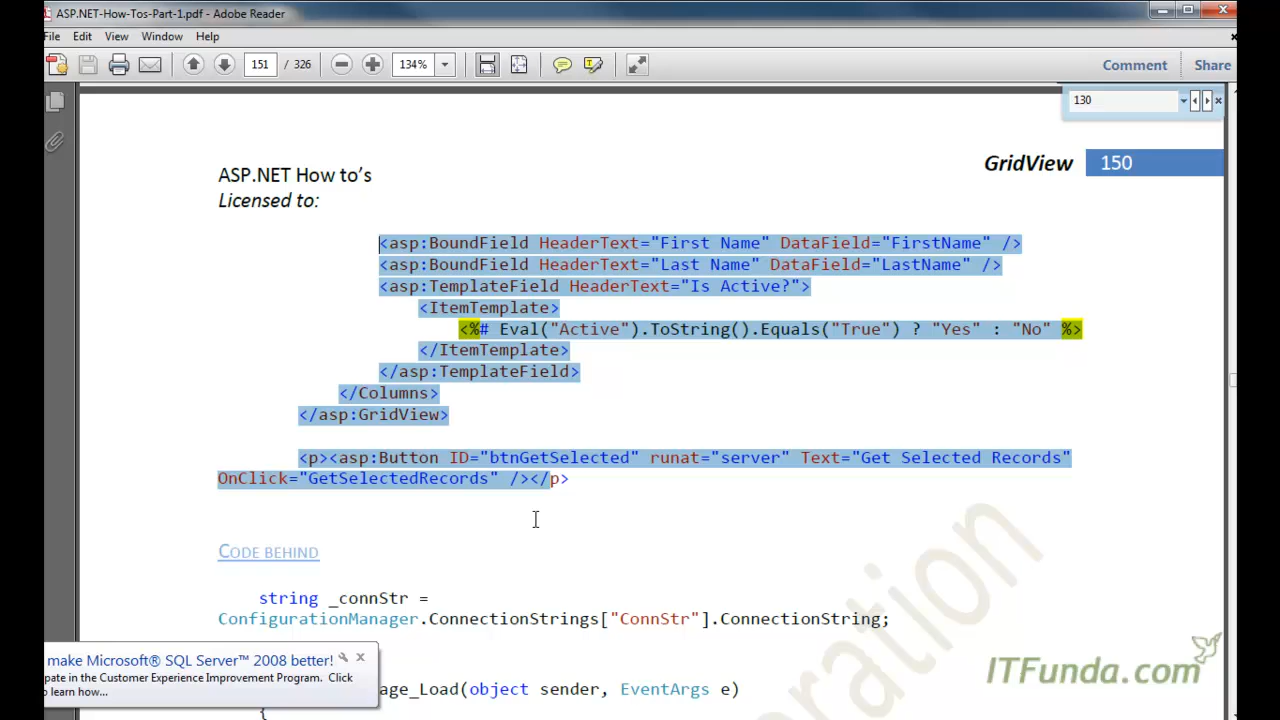 ASP.NET-How-Tos-Part-1.pdf - Adobe Reader
File Edit View Window Help
151 / 326 134% Comment Share
130
GridView 150
ASP.NET How to's
Licensed to:
<asp:BoundField HeaderText="First Name" DataField="FirstName" />
<asp:BoundField HeaderText="Last Name" DataField="LastName" />
<asp:TemplateField HeaderText="Is Active?">
<ItemTemplate>
<%# Eval("Active").ToString().Equals("True") ? "Yes" : "No" %>
</ItemTemplate>
</asp:TemplateField>
</Columns>
</asp:GridView>
<p><asp:Button ID="btnGetSelected" runat="server" Text="Get Selected Records"
OnClick="GetSelectedRecords" /></p>
CODE BEHIND
string _connStr =
ConfigurationManager.ConnectionStrings["ConnStr"].ConnectionString;
make Microsoft® SQL Server™ 2008 better!
pate in the Customer Experience Improvement Program. Click
to learn how...
age_Load(object sender, EventArgs e)
{
oration
ITFunda.com